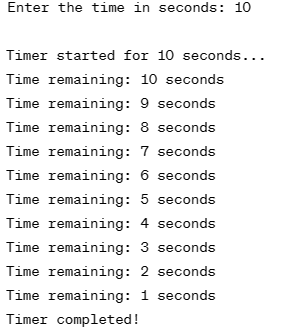 Enter the time in seconds: 10
Timer started for 10 seconds...
Time remaining: 10 seconds
Time remaining: 9 seconds
Time remaining: 8 seconds
Time remaining: 7 seconds
Time remaining: 6 seconds
Time remaining: 5 seconds
Time remaining: 4 seconds
Time remaining: 3 seconds
Time remaining: 2 seconds
Time remaining: 1 seconds
Timer completed!